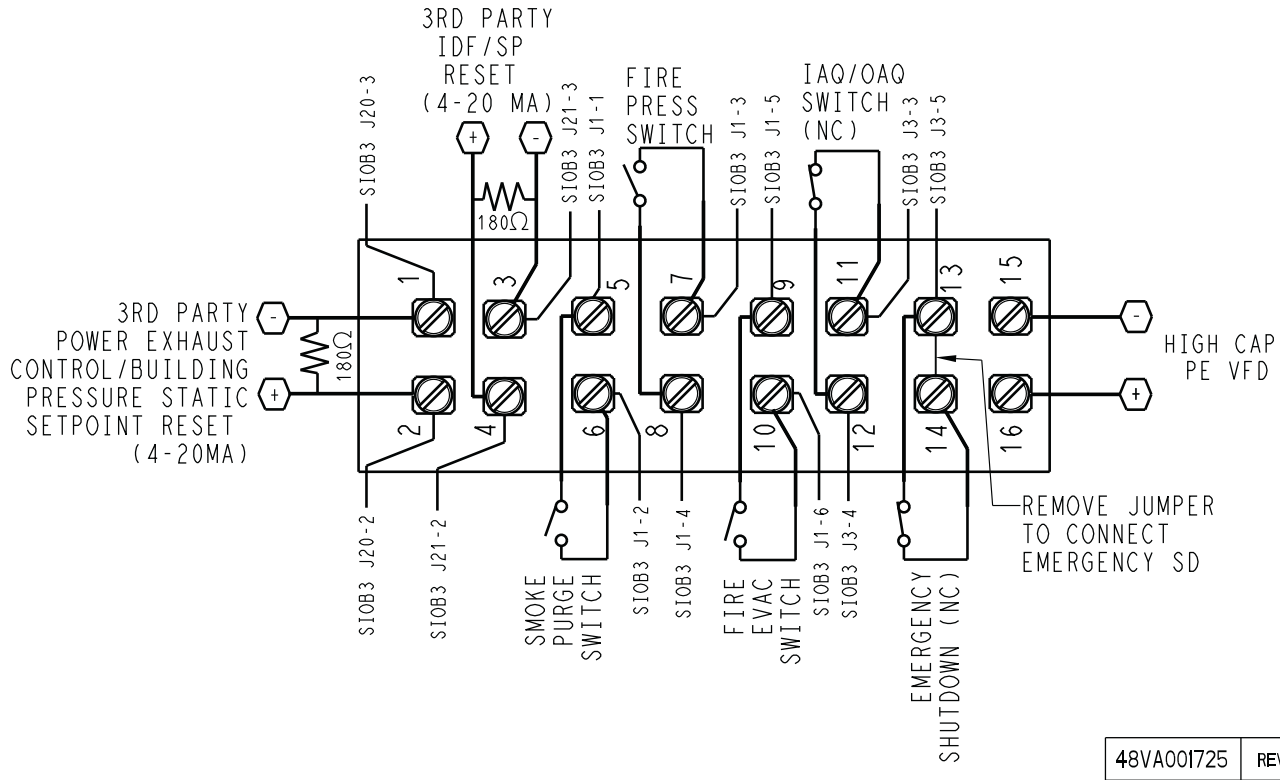 3RD PARTY
IDF/SP
RESET
(4-20 MA)
+
-
180Ω
SIOB3 J20-3
SIOB3 J21-3
SIOB3 J1-1
FIRE
PRESS
SWITCH
SIOB3 J1-3
SIOB3 J1-5
IAQ/OAQ
SWITCH
(NC)
SIOB3 J3-3
SIOB3 J3-5
1
3
5
7
9
11
13
15
3RD PARTY
POWER EXHAUST
CONTROL/BUILDING
PRESSURE STATIC
SETPOINT RESET
(4-20MA)
-
+
180Ω
-
+
HIGH CAP
PE VFD
2
4
6
8
10
12
14
16
SIOB3 J20-2
SIOB3 J21-2
SMOKE
PURGE
SWITCH
SIOB3 J1-2
SIOB3 J1-4
FIRE
EVAC
SWITCH
SIOB3 J1-6
SIOB3 J3-4
EMERGENCY
SHUTDOWN (NC)
REMOVE JUMPER
TO CONNECT
EMERGENCY SD
48VA001725 REV